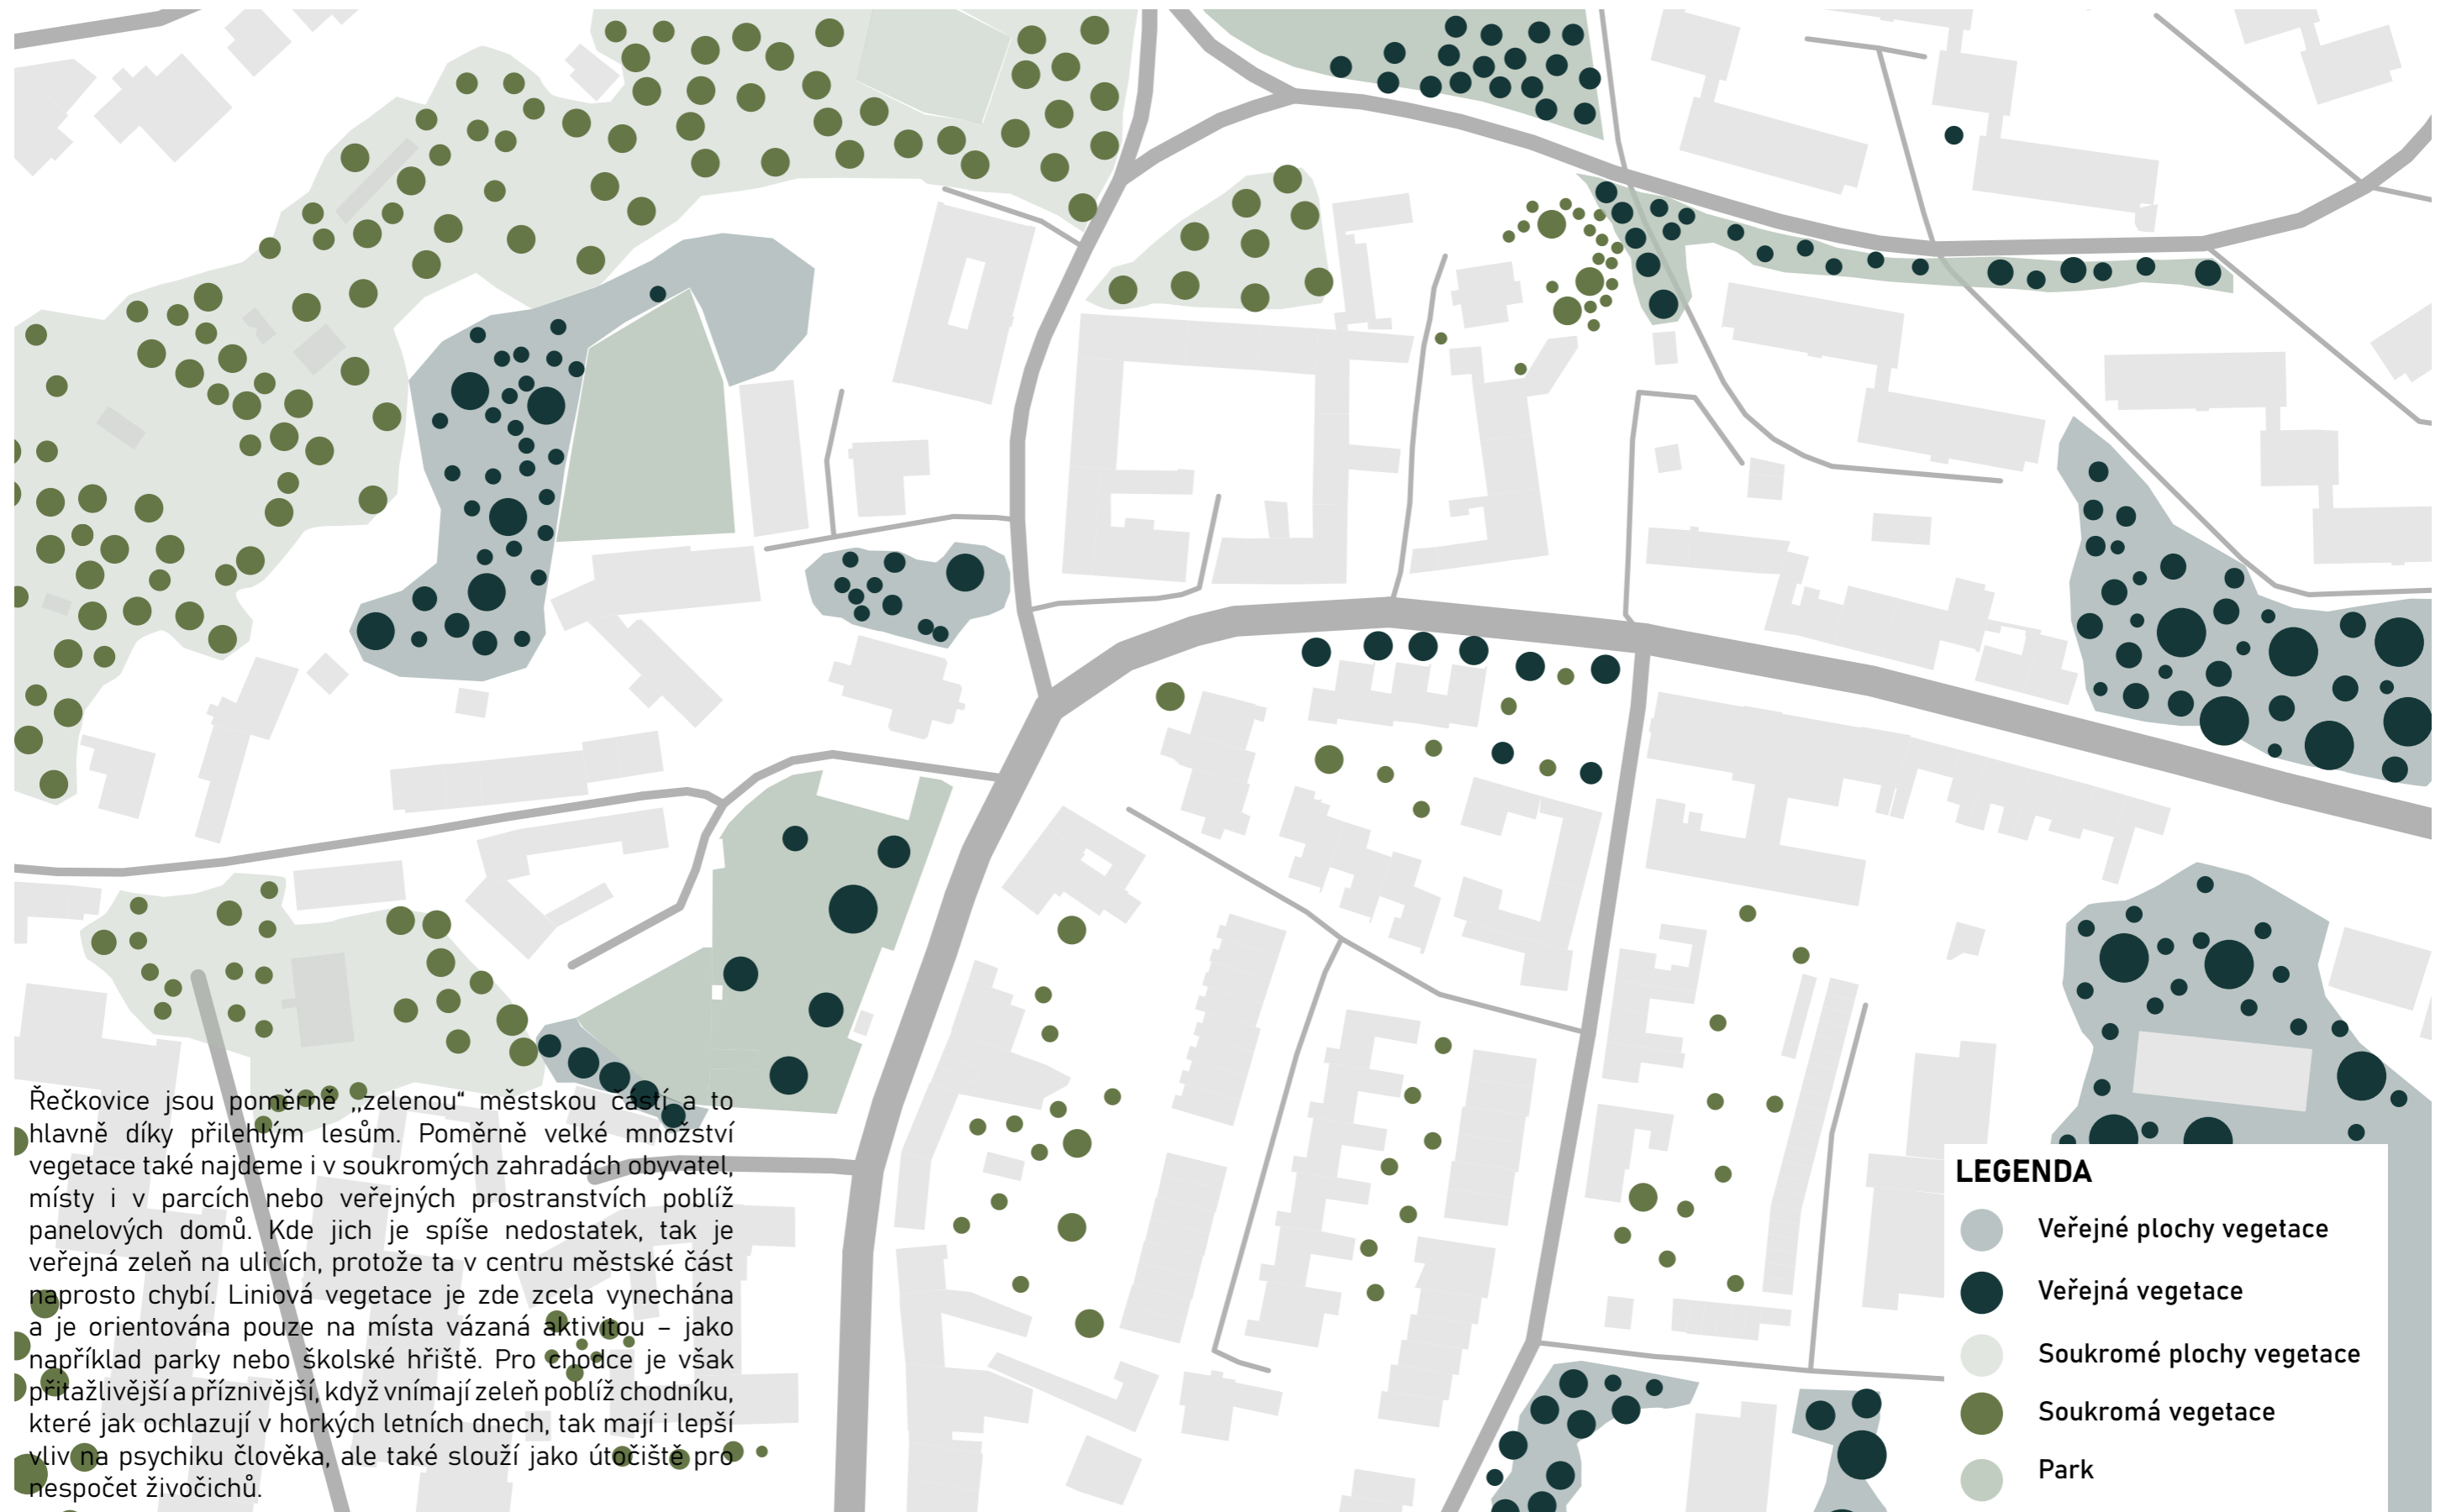 Řečkovice jsou poměrně ,,zelenou“ městskou částí a to
hlavně díky přilehlým lesům. Poměrně velké množství
vegetace také najdeme i v soukromých zahradách obyvatel,
místy i v parcích nebo veřejných prostranstvích poblíž
panelových domů. Kde jich je spíše nedostatek, tak je
veřejná zeleň na ulicích, protože ta v centru městské část
naprosto chybí. Liniová vegetace je zde zcela vynechána
a je orientována pouze na místa vázaná aktivitou – jako
například parky nebo školské hřiště. Pro chodce je však
přitažlivější a příznivější, když vnímají zeleň poblíž chodníku,
které jak ochlazují v horkých letních dnech, tak mají i lepší
vliv na psychiku člověka, ale také slouží jako útočiště pro
nespočet živočichů.
LEGENDA
Veřejné plochy vegetace
Veřejná vegetace
Soukromé plochy vegetace
Soukromá vegetace
Park